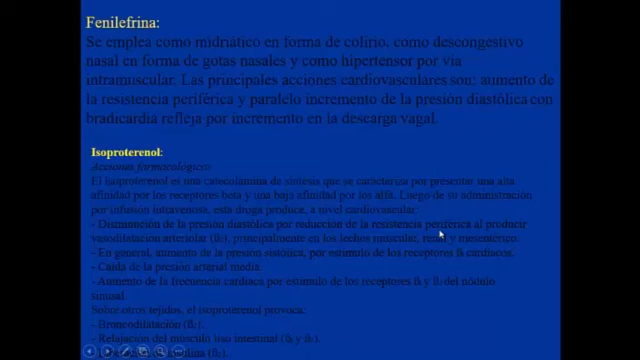 Fenilefrina:
Se emplea como midriático en forma de colirio, como descongestivo
nasal en forma de gotas nasales y como hipertensor por vía
intramuscular. Las principales acciones cardiovasculares son: aumento de
la resistencia periférica y paralelo incremento de la presión diastólica con
bradicardia refleja por incremento en la descarga vagal.
Isoproterenol:
Acciones farmacológicas
El isoproterenol es una catecolamina de síntesis que se caracteriza por presentar una alta
afinidad por los receptores beta y una baja afinidad por los alfa. Luego de su administración
por infusión intravenosa, esta droga produce, a nivel cardiovascular:
- Disminución de la presión diastólica por reducción de la resistencia periférica al producir
vasodilatación arteriolar (ß₂), principalmente en los lechos muscular, renal y mesentérico.
- En general, aumento de la presión sistólica, por estímulo de los receptores ß cardíacos.
- Caída de la presión arterial media.
- Aumento de la frecuencia cardíaca por estímulo de los receptores ß₁ y ß₂ del nódulo
sinusal.
Sobre otros tejidos, el isoproterenol provoca:
- Broncodilatación (ß₂).
- Relajación del músculo liso intestinal (ß₁ y ß₂).
- Liberación de insulina (ß₂).